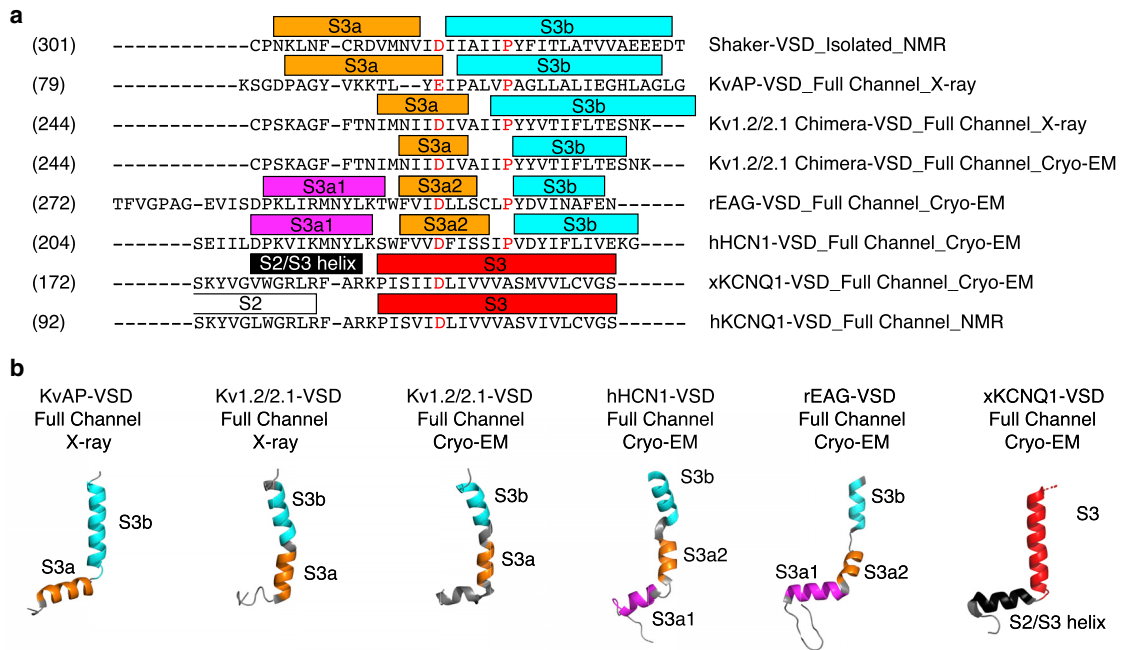 a
S3a S3b
(301) ------------CPNKLNF-CRDVMNVIDIIAIIPYFITLATVVAEEEDT Shaker-VSD_Isolated_NMR
S3a S3b
(79) -----------KSGDPAGY-VKKTL--YEIPALVPAGLLALIEGHLAGLG KvAP-VSD_Full Channel_X-ray
S3a S3b
(244) ------------CPSKAGF-FTNIMNIIDIVAIIPYYVTIFLTESNK--- Kv1.2/2.1 Chimera-VSD_Full Channel_X-ray
S3a S3b
(244) ------------CPSKAGF-FTNIMNIIDIVAIIPYYVTIFLTESNK--- Kv1.2/2.1 Chimera-VSD_Full Channel_Cryo-EM
S3a1 S3a2 S3b
(272) TFVGPAG-EVISDPKLIRMNYLKTWFVIDLLSCLPYDVINAFEN------ rEAG-VSD_Full Channel_Cryo-EM
S3a1 S3a2 S3b
(204) -------SEIILDPKVIKMNYLKSWFVVDFISSIPVDYIFLIVEKG---- hHCN1-VSD_Full Channel_Cryo-EM
S2/S3 helix S3
(172) -------SKYVGVWGRLRF-ARKPISIIDLIVVVASMVVLCVGS------ xKCNQ1-VSD_Full Channel_Cryo-EM
S2 S3
(92) -------SKYVGLWGRLRF-ARKPISVIDLIVVVASVIVLCVGS------ hKCNQ1-VSD_Full Channel_NMR
b
KvAP-VSD Kv1.2/2.1-VSD Kv1.2/2.1-VSD hHCN1-VSD rEAG-VSD xKCNQ1-VSD
Full Channel Full Channel Full Channel Full Channel Full Channel Full Channel
X-ray X-ray Cryo-EM Cryo-EM Cryo-EM Cryo-EM
S3b S3b S3b S3b S3b S3
S3a S3a S3a S3a2 S3a1 S3a2
S3a1 S2/S3 helix